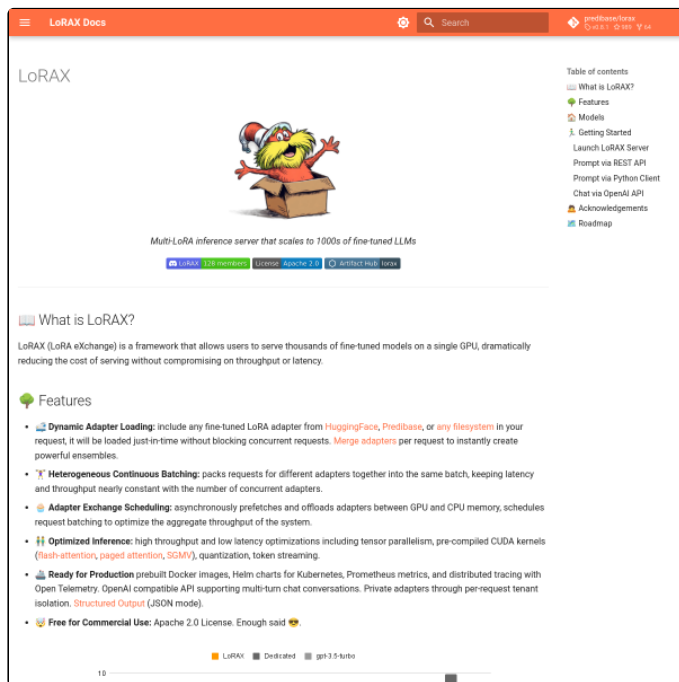 LoRAX Docs
Search
predibase/lorax
LoRAX
Multi-LoRA inference server that scales to 1000s of fine-tuned LLMs
LoRAX 128 members License Apache 2.0 Artifact Hub lorax
What is LoRAX?
LoRAX (LoRA eXchange) is a framework that allows users to serve thousands of fine-tuned models on a single GPU, dramatically
reducing the cost of serving without compromising on throughput or latency.
Features
Dynamic Adapter Loading: include any fine-tuned LoRA adapter from HuggingFace, Predibase, or any filesystem in your
request, it will be loaded just-in-time without blocking concurrent requests. Merge adapters per request to instantly create
powerful ensembles.
Heterogeneous Continuous Batching: packs requests for different adapters together into the same batch, keeping latency
and throughput nearly constant with the number of concurrent adapters.
Adapter Exchange Scheduling: asynchronously prefetches and offloads adapters between GPU and CPU memory, schedules
request batching to optimize the aggregate throughput of the system.
Optimized Inference: high throughput and low latency optimizations including tensor parallelism, pre-compiled CUDA kernels
(flash-attention, paged attention, SGMV), quantization, token streaming.
Ready for Production prebuilt Docker images, Helm charts for Kubernetes, Prometheus metrics, and distributed tracing with
Open Telemetry. OpenAI compatible API supporting multi-turn chat conversations. Private adapters through per-request tenant
isolation. Structured Output (JSON mode).
Free for Commercial Use: Apache 2.0 License. Enough said 😎.
LoRAX Dedicated gpt-3.5-turbo
10
Table of contents
What is LoRAX?
Features
Models
Getting Started
Launch LoRAX Server
Prompt via REST API
Prompt via Python Client
Chat via OpenAI API
Acknowledgements
Roadmap